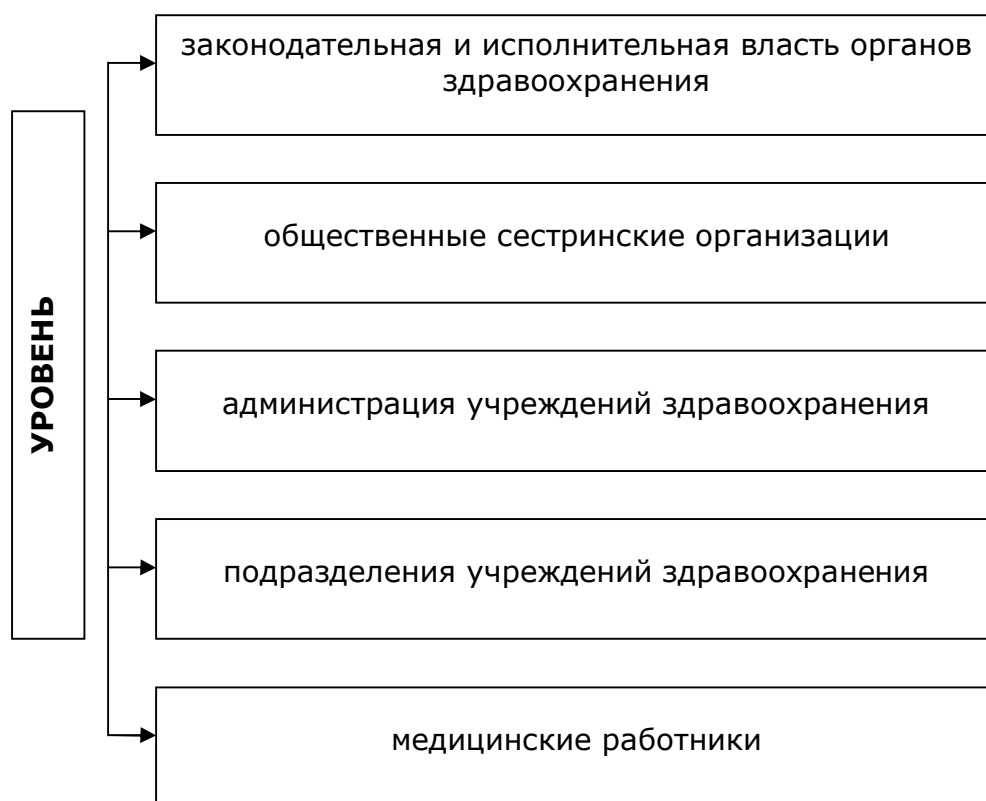 законодательная и исполнительная власть органов
здравоохранения
общественные сестринские организации
УРОВЕНЬ
администрация учреждений здравоохранения
подразделения учреждений здравоохранения
медицинские работники